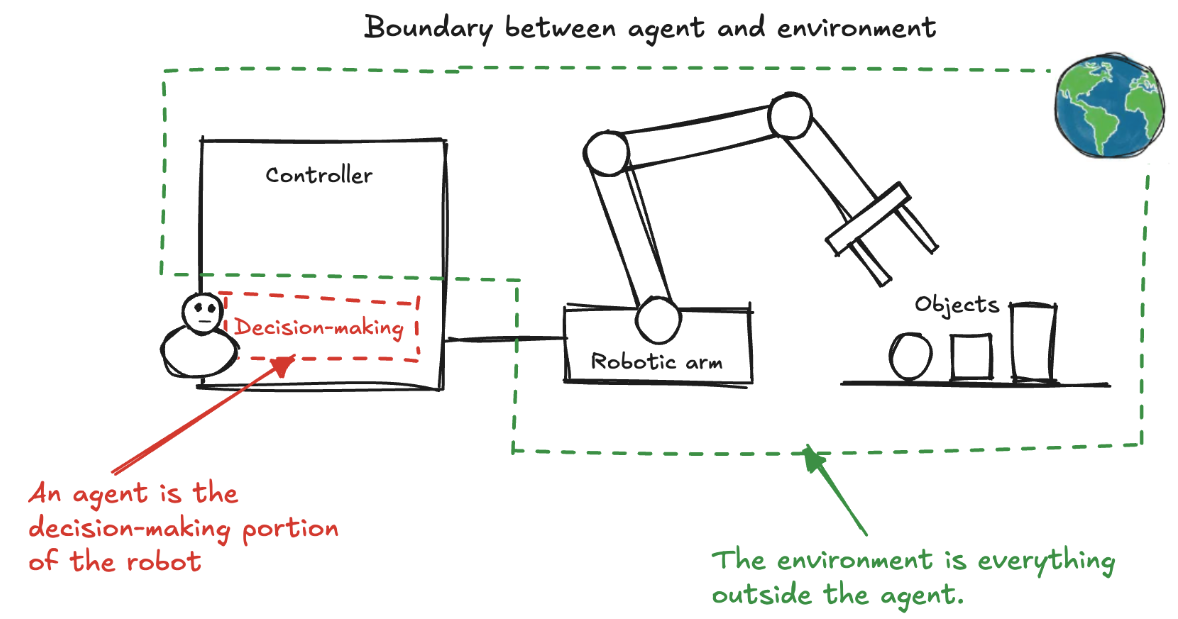 Boundary between agent and environment
Controller
Decision-making
Robotic arm
Objects
An agent is the
decision-making portion
of the robot
The environment is everything
outside the agent.